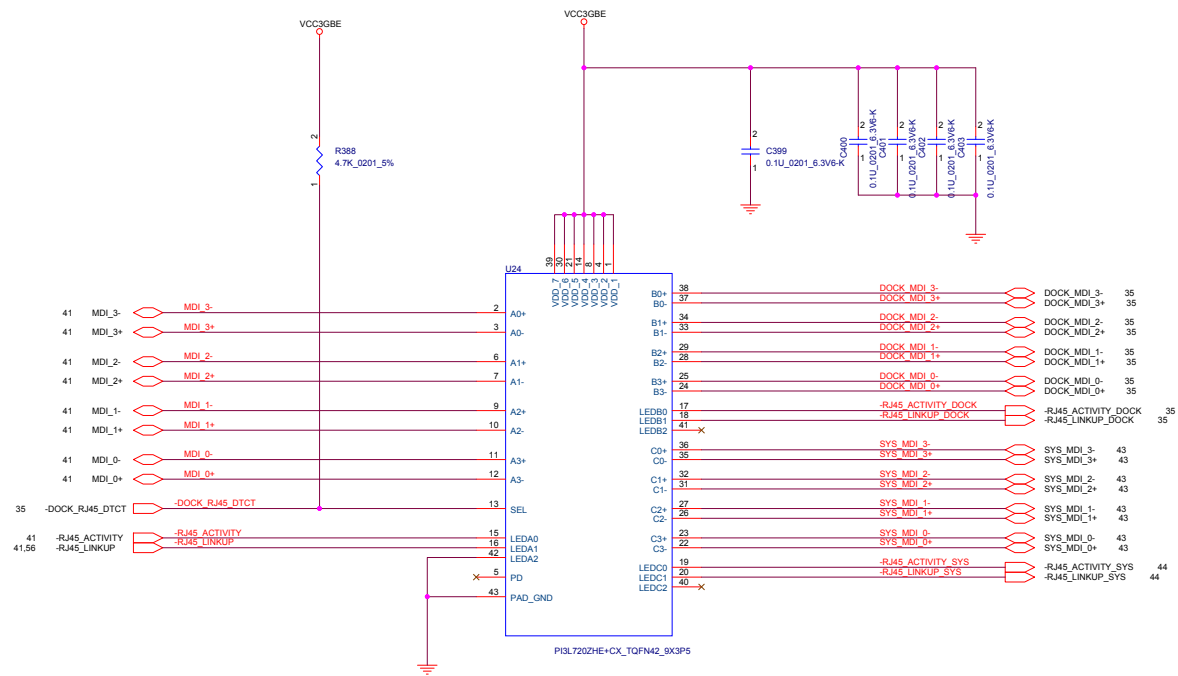 VCC3GBE
VCC3GBE
2
R388
4.7K_0201_5%
1
2
C399
0.1U_0201_6.3V6-K
1
2
C400
0.1U_0201_6.3V6-K
1
2
C401
0.1U_0201_6.3V6-K
1
2
C402
0.1U_0201_6.3V6-K
1
2
C403
0.1U_0201_6.3V6-K
1
U24
39 30 21 14 8 4 1
VDD_7 VDD_6 VDD_5 VDD_4 VDD_3 VDD_2 VDD_1
41 MDI_3- MDI_3- 2 A0+
41 MDI_3+ MDI_3+ 3 A0-
41 MDI_2- MDI_2- 6 A1+
41 MDI_2+ MDI_2+ 7 A1-
41 MDI_1- MDI_1- 9 A2+
41 MDI_1+ MDI_1+ 10 A2-
41 MDI_0- MDI_0- 11 A3+
41 MDI_0+ MDI_0+ 12 A3-
35 -DOCK_RJ45_DTCT -DOCK_RJ45_DTCT 13 SEL
41 -RJ45_ACTIVITY -RJ45_ACTIVITY 15 LEDA0
41,56 -RJ45_LINKUP -RJ45_LINKUP 16 LEDA1
42 LEDA2
5 PD
43 PAD_GND
B0+ 38 DOCK_MDI_3- DOCK_MDI_3- 35
B0- 37 DOCK_MDI_3+ DOCK_MDI_3+ 35
B1+ 34 DOCK_MDI_2- DOCK_MDI_2- 35
B1- 33 DOCK_MDI_2+ DOCK_MDI_2+ 35
B2+ 29 DOCK_MDI_1- DOCK_MDI_1- 35
B2- 28 DOCK_MDI_1+ DOCK_MDI_1+ 35
B3+ 25 DOCK_MDI_0- DOCK_MDI_0- 35
B3- 24 DOCK_MDI_0+ DOCK_MDI_0+ 35
LEDB0 17 -RJ45_ACTIVITY_DOCK -RJ45_ACTIVITY_DOCK 35
LEDB1 18 -RJ45_LINKUP_DOCK -RJ45_LINKUP_DOCK 35
LEDB2 41
C0+ 36 SYS_MDI_3- SYS_MDI_3- 43
C0- 35 SYS_MDI_3+ SYS_MDI_3+ 43
C1+ 32 SYS_MDI_2- SYS_MDI_2- 43
C1- 31 SYS_MDI_2+ SYS_MDI_2+ 43
C2+ 27 SYS_MDI_1- SYS_MDI_1- 43
C2- 26 SYS_MDI_1+ SYS_MDI_1+ 43
C3+ 23 SYS_MDI_0- SYS_MDI_0- 43
C3- 22 SYS_MDI_0+ SYS_MDI_0+ 43
LEDC0 19 -RJ45_ACTIVITY_SYS -RJ45_ACTIVITY_SYS 44
LEDC1 20 -RJ45_LINKUP_SYS -RJ45_LINKUP_SYS 44
LEDC2 40
PI3L720ZHE+CX_TQFN42_9X3P5